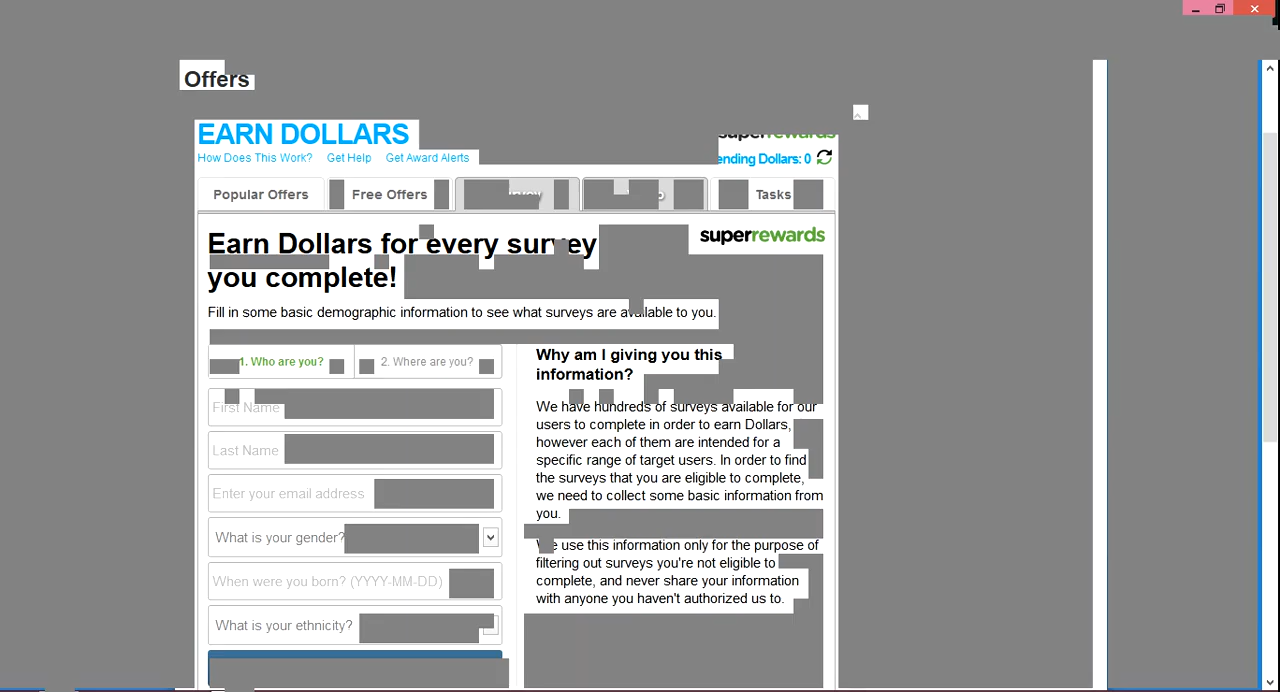 Offers
EARN DOLLARS
How Does This Work? Get Help Get Award Alerts
superrewards
ending Dollars: 0
Popular Offers Free Offers Tasks
superrewards
Earn Dollars for every survey
you complete!
Fill in some basic demographic information to see what surveys are available to you.
1. Who are you? 2. Where are you?
First Name
Last Name
Enter your email address
What is your gender?
When were you born? (YYYY-MM-DD)
What is your ethnicity?
Why am I giving you this
information?
We have hundreds of surveys available for our
users to complete in order to earn Dollars,
however each of them are intended for a
specific range of target users. In order to find
the surveys that you are eligible to complete,
we need to collect some basic information from
you.
We use this information only for the purpose of
filtering out surveys you're not eligible to
complete, and never share your information
with anyone you haven't authorized us to.